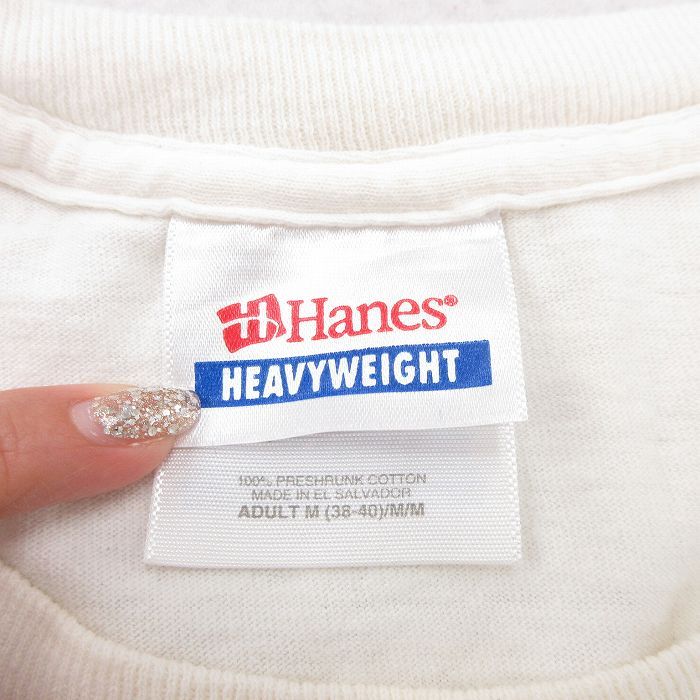 Hanes®
HEAVYWEIGHT
100% PRESHRUNK COTTON
MADE IN EL SALVADOR
ADULT M (38-40)/M/M